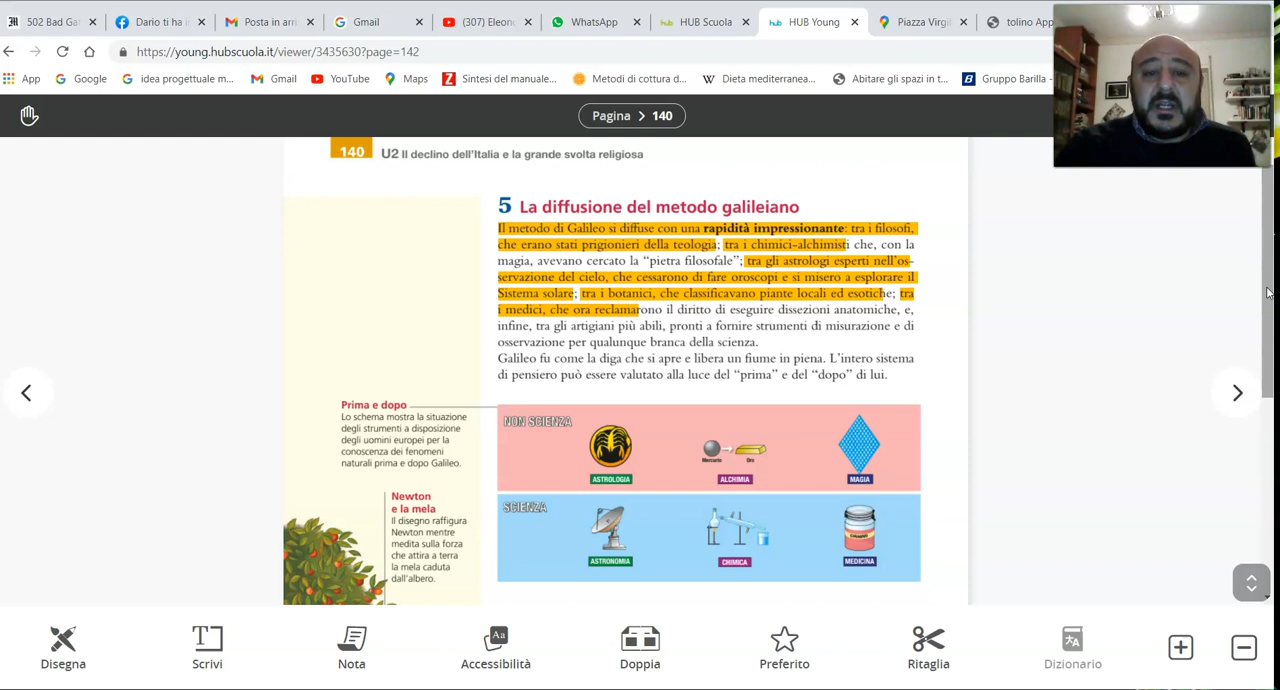 502 Bad Ga
Dario ti ha i
Posta in arri
Gmail
(307) Eleon
WhatsApp
HUB Scuola
HUB Young
Piazza Virgi
tolino App
https://young.hubscuola.it/viewer/3435630?page=142
App
Google
idea progettuale m...
Gmail
YouTube
Maps
Sintesi del manuale...
Metodi di cottura d...
Dieta mediterranea...
Abitare gli spazi in t...
Gruppo Barilla -
Pagina > 140
140 U2 Il declino dell'Italia e la grande svolta religiosa
5 La diffusione del metodo galileiano
Il metodo di Galileo si diffuse con una rapidità impressionante: tra i filosofi,
che erano stati prigionieri della teologia; tra i chimici-alchimisti che, con la
magia, avevano cercato la "pietra filosofale"; tra gli astrologi esperti nell'os-
servazione del cielo, che cessarono di fare oroscopi e si misero a esplorare il
Sistema solare; tra i botanici, che classificavano piante locali ed esotiche; tra
i medici, che ora reclamarono il diritto di eseguire dissezioni anatomiche, e,
infine, tra gli artigiani più abili, pronti a fornire strumenti di misurazione e di
osservazione per qualunque branca della scienza.
Galileo fu come la diga che si apre e libera un fiume in piena. L'intero sistema
di pensiero può essere valutato alla luce del "prima" e del "dopo" di lui.
Prima e dopo
Lo schema mostra la situazione
degli strumenti a disposizione
degli uomini europei per la
conoscenza dei fenomeni
naturali prima e dopo Galileo.
NON SCIENZA
Mercurio
Oro
ASTROLOGIA
ALCHIMIA
MAGIA
SCIENZA
ASTRONOMIA
CHIMICA
MEDICINA
Newton
e la mela
Il disegno raffigura
Newton mentre
medita sulla forza
che attira a terra
la mela caduta
dall'albero.
Disegna
Scrivi
Nota
Accessibilità
Doppia
Preferito
Ritaglia
Dizionario